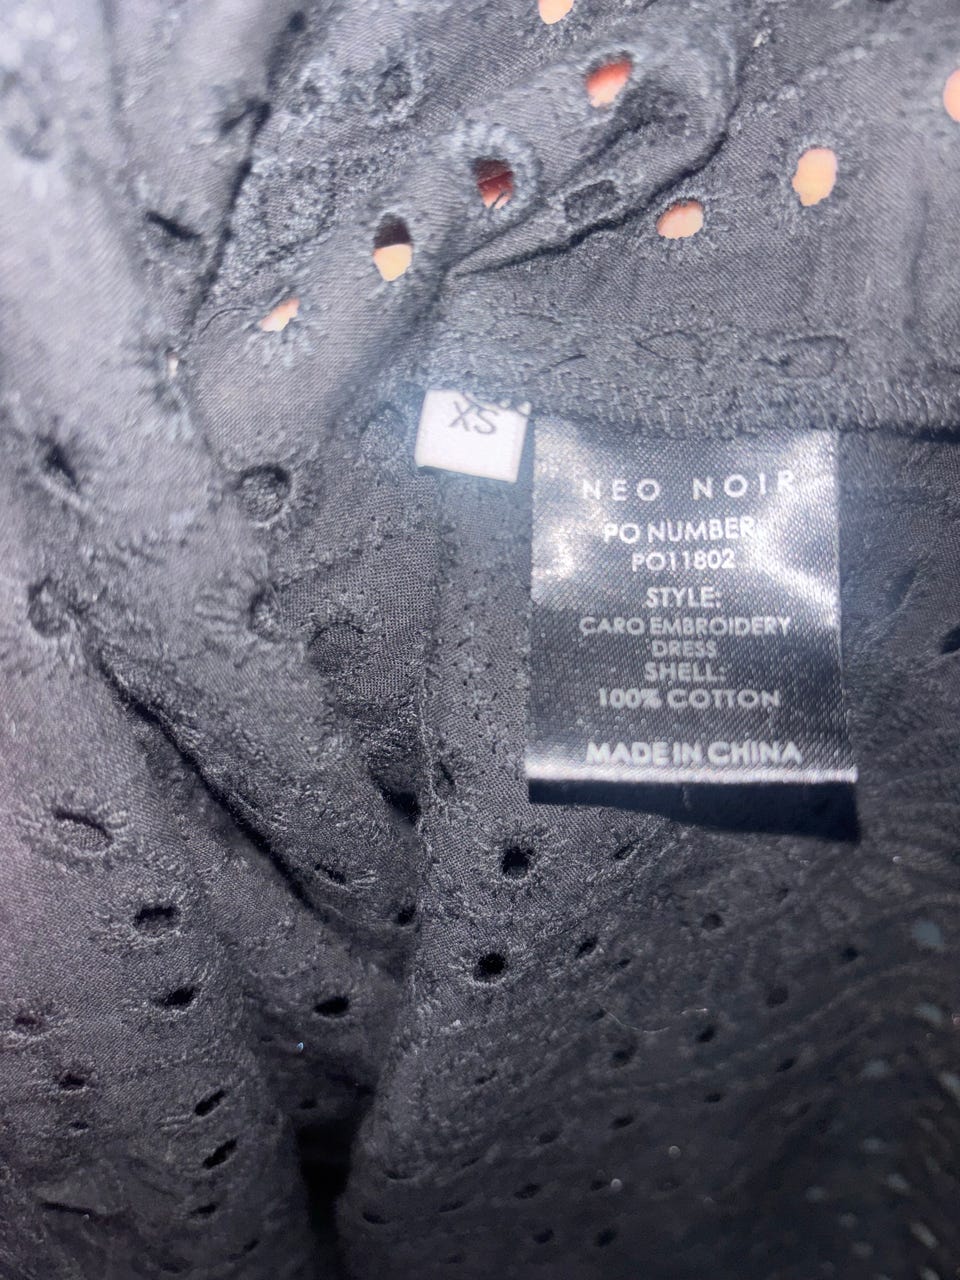 XS
NEO NOIR
PO NUMBER
PO11802
STYLE:
CARO EMBROIDERY
DRESS
SHELL:
100% COTTON
MADE IN CHINA